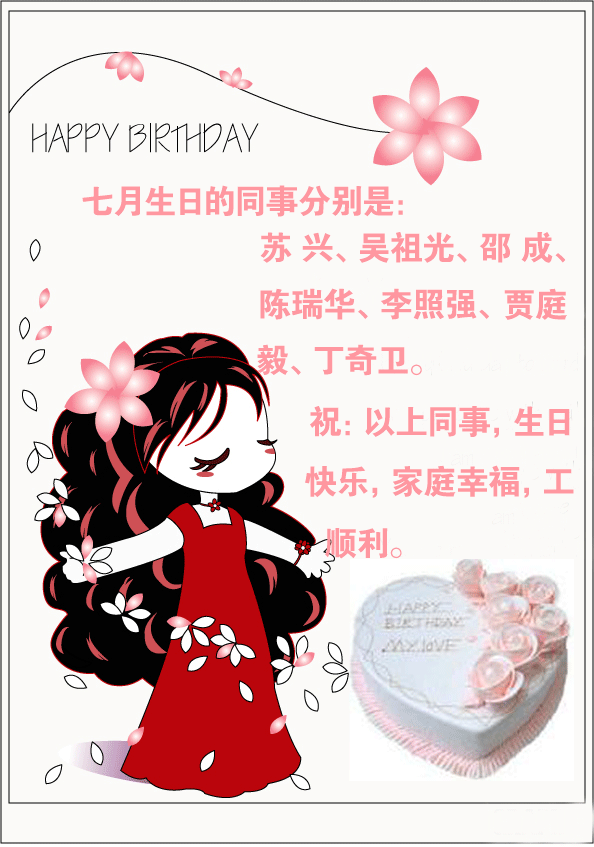 HAPPY BIRTHDAY
七月生日的同事分别是:
苏 兴、吴祖光、邵 成、
陈瑞华、李照强、贾庭
毅、丁奇卫。
祝: 以上同事, 生日
快乐, 家庭幸福, 工
顺利。
HAPPY
BIRTHDAY
MY LOVE